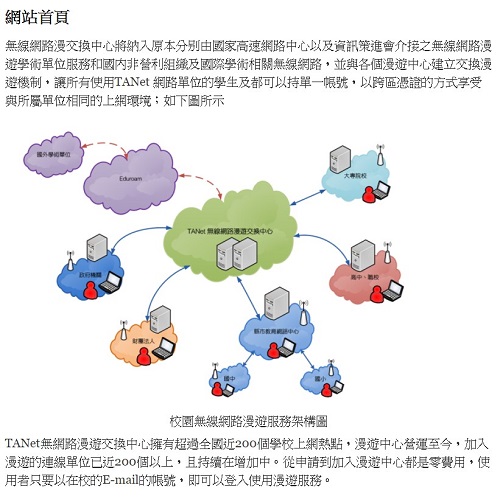 網站首頁
無線網路漫交換中心將納入原本分別由國家高速網路中心以及資訊策進會介接之無線網路漫
遊學術單位服務和國內非營利組織及國際學術相關無線網路，並與各個漫遊中心建立交換漫
遊機制，讓所有使用TANet 網路單位的學生及都可以持單一帳號，以跨區憑證的方式享受
與所屬單位相同的上網環境；如下圖所示
國外學術單位
Eduroam
大專院校
TANet 無線網路漫遊交換中心
政府機關
高中、職校
財團法人
縣市教育網路中心
國中
國小
校園無線網路漫遊服務架構圖
TANet無網路漫遊交換中心擁有超過全國近200個學校上網熱點，漫遊中心營運至今，加入
漫遊的連線單位已近200個以上，且持續在增加中。從申請到加入漫遊中心都是零費用，使
用者只要以在校的E-mail的帳號，即可以登入使用漫遊服務。